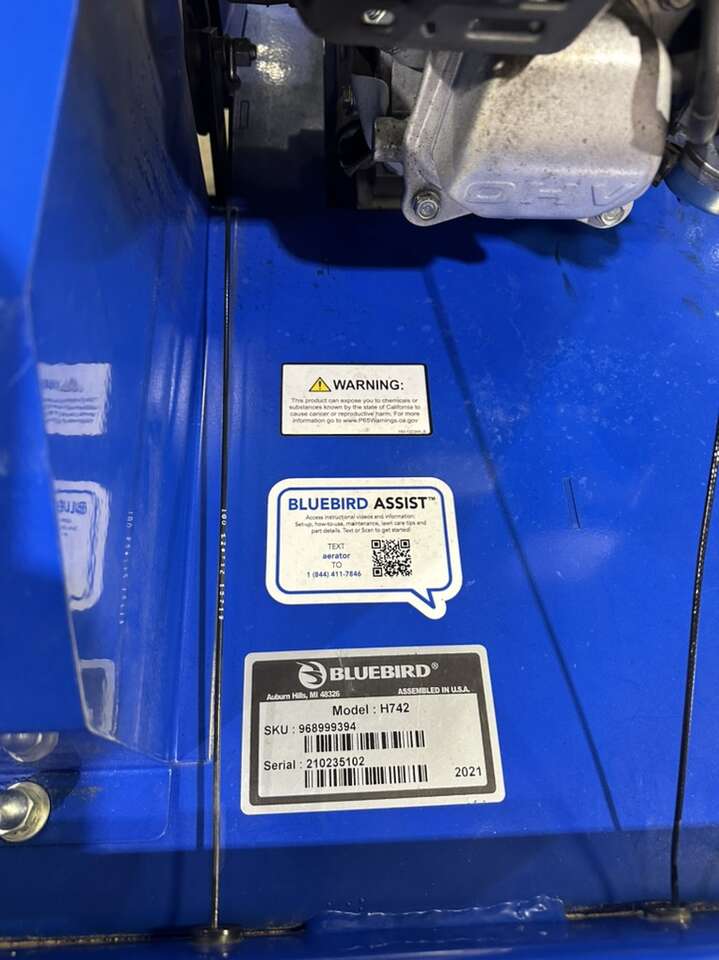 OHV
WARNING:
This product can expose you to chemicals or
substances known by the state of California to
cause cancer or reproductive harm. For more
information go to www.P65Warnings.ca.gov
BLUEBIRD ASSIST™
Access instructional videos and information.
Set-up, how-to-use, maintenance, lawn care tips and
part details. Text or Scan to get started!
TEXT
aerator
TO
1 (844) 411-7846
BLUEBIRD®
Auburn Hills, MI 48326 ASSEMBLED IN U.S.A.
Model : H742
SKU : 968999394
Serial : 210235102
2021